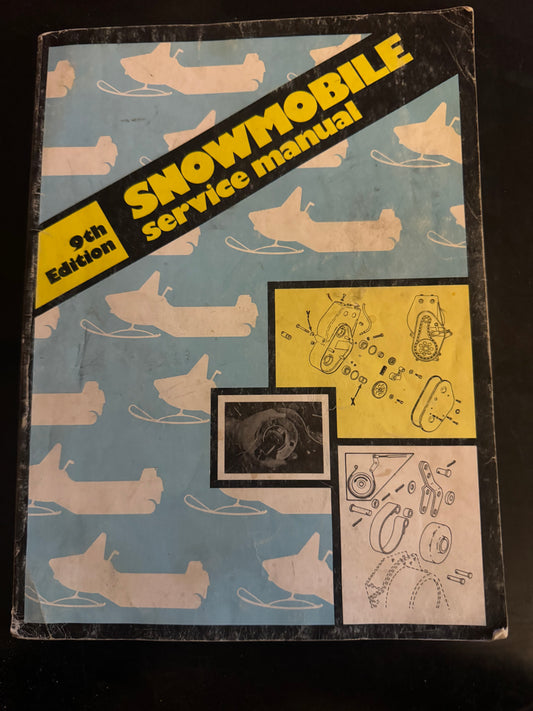 SNOWMOBILE
service manual
9th
Edition